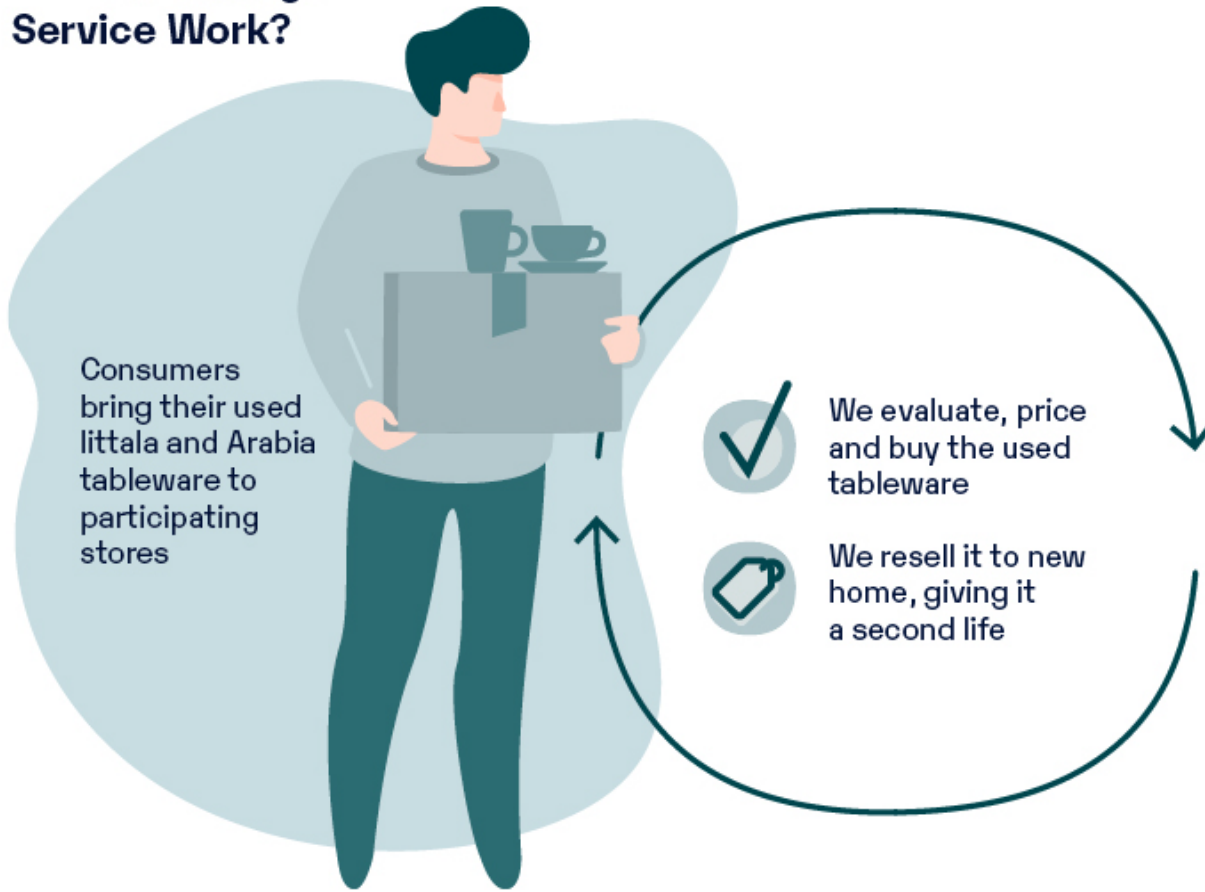 Service Work?
Consumers
bring their used
Iittala and Arabia
tableware to
participating
stores
We evaluate, price
and buy the used
tableware
We resell it to new
home, giving it
a second life